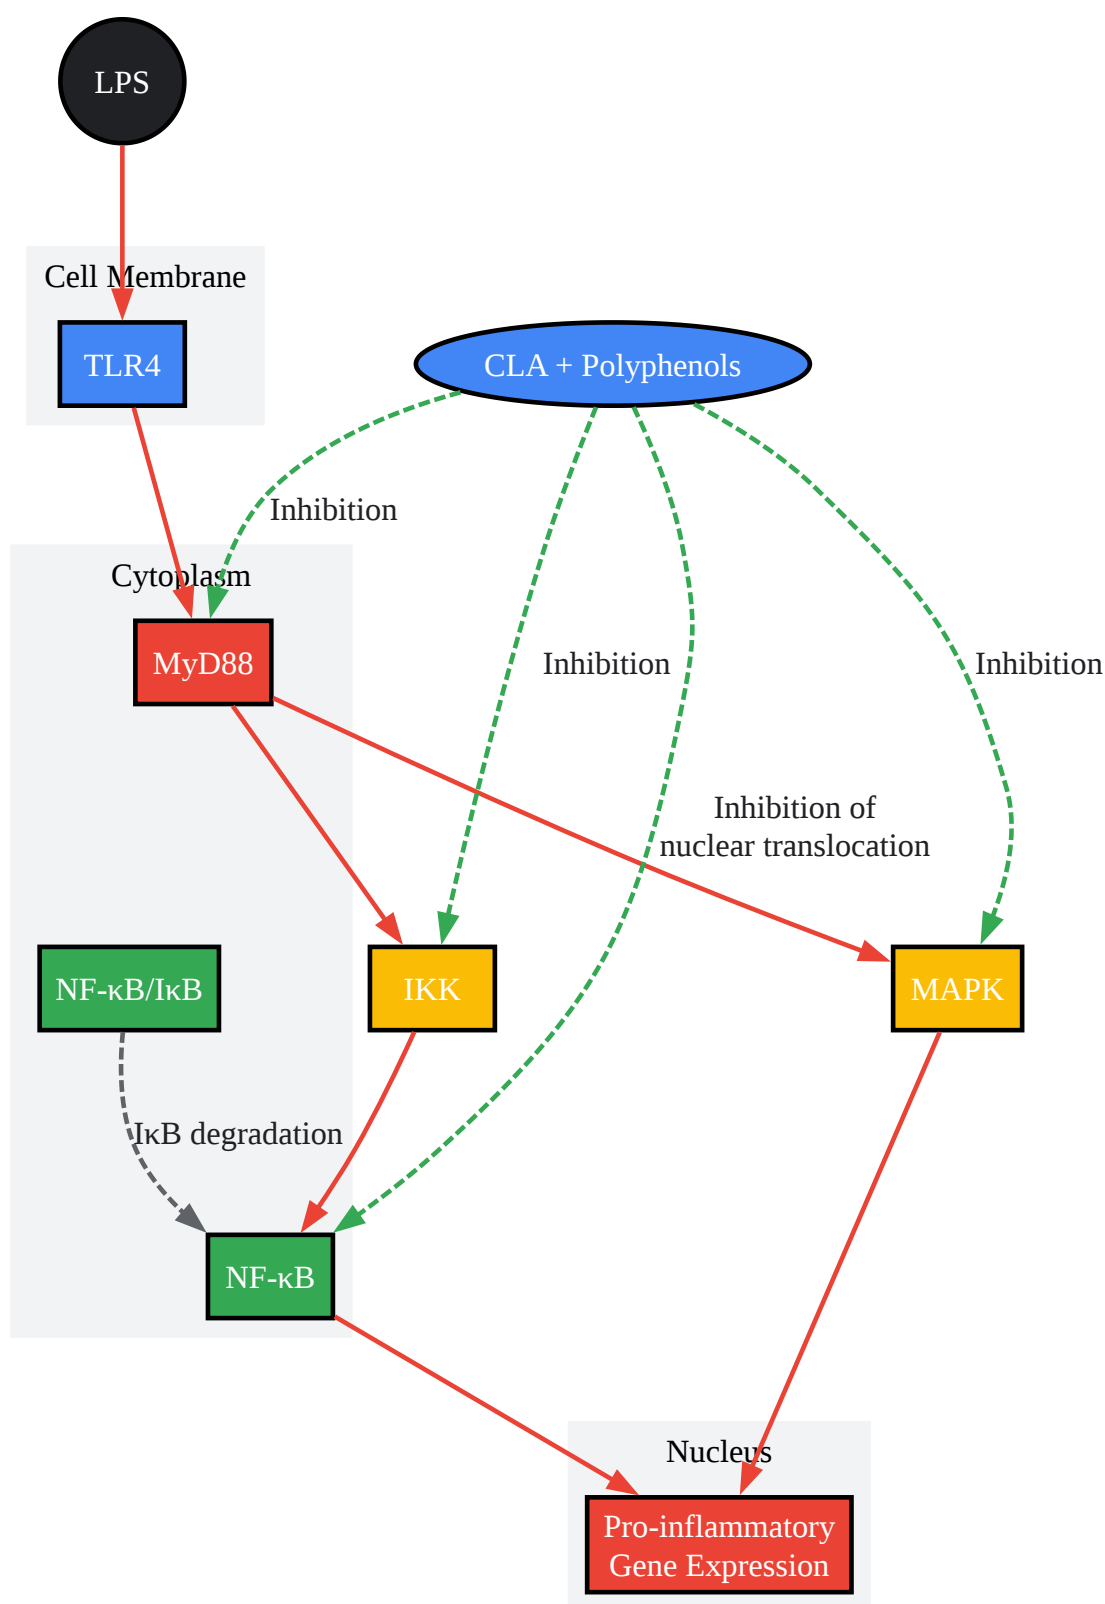 LPS
Cell Membrane
TLR4
CLA + Polyphenols
Inhibition
Cytoplasm
MyD88
Inhibition
Inhibition
Inhibition of
nuclear translocation
NF-κB/IκB
IKK
MAPK
IκB degradation
NF-κB
Nucleus
Pro-inflammatory
Gene Expression